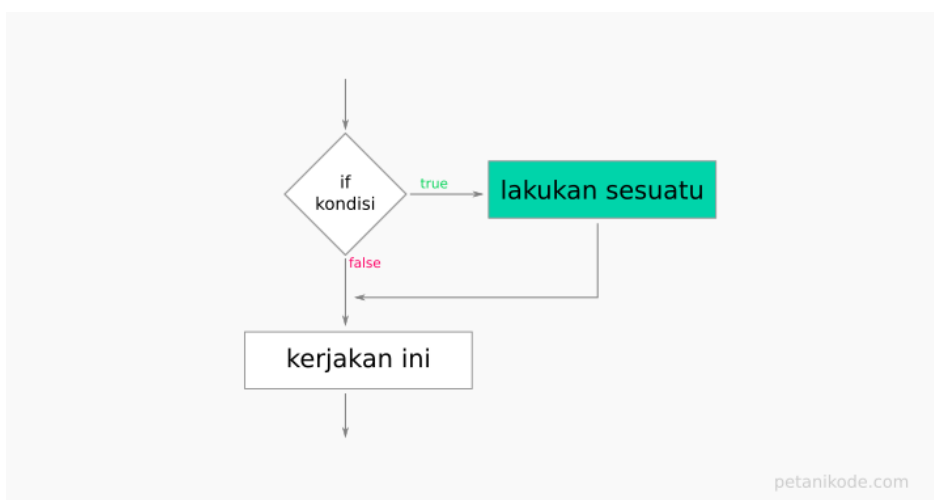 if
kondisi
true
lakukan sesuatu
false
kerjakan ini
petanikode.com